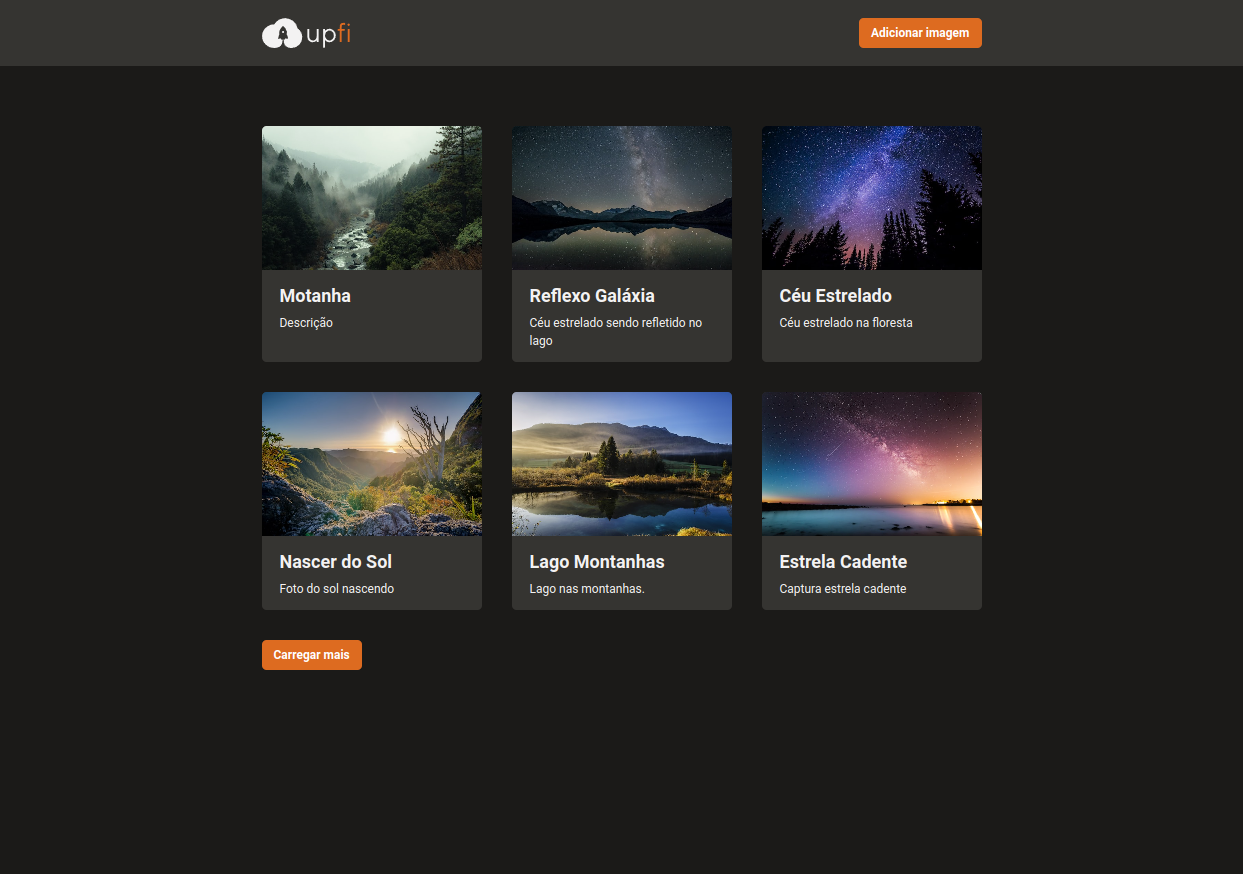 upfi
Adicionar imagem
Motanha
Descrição
Reflexo Galáxia
Céu estrelado sendo refletido no
lago
Céu Estrelado
Céu estrelado na floresta
Nascer do Sol
Foto do sol nascendo
Lago Montanhas
Lago nas montanhas.
Estrela Cadente
Captura estrela cadente
Carregar mais